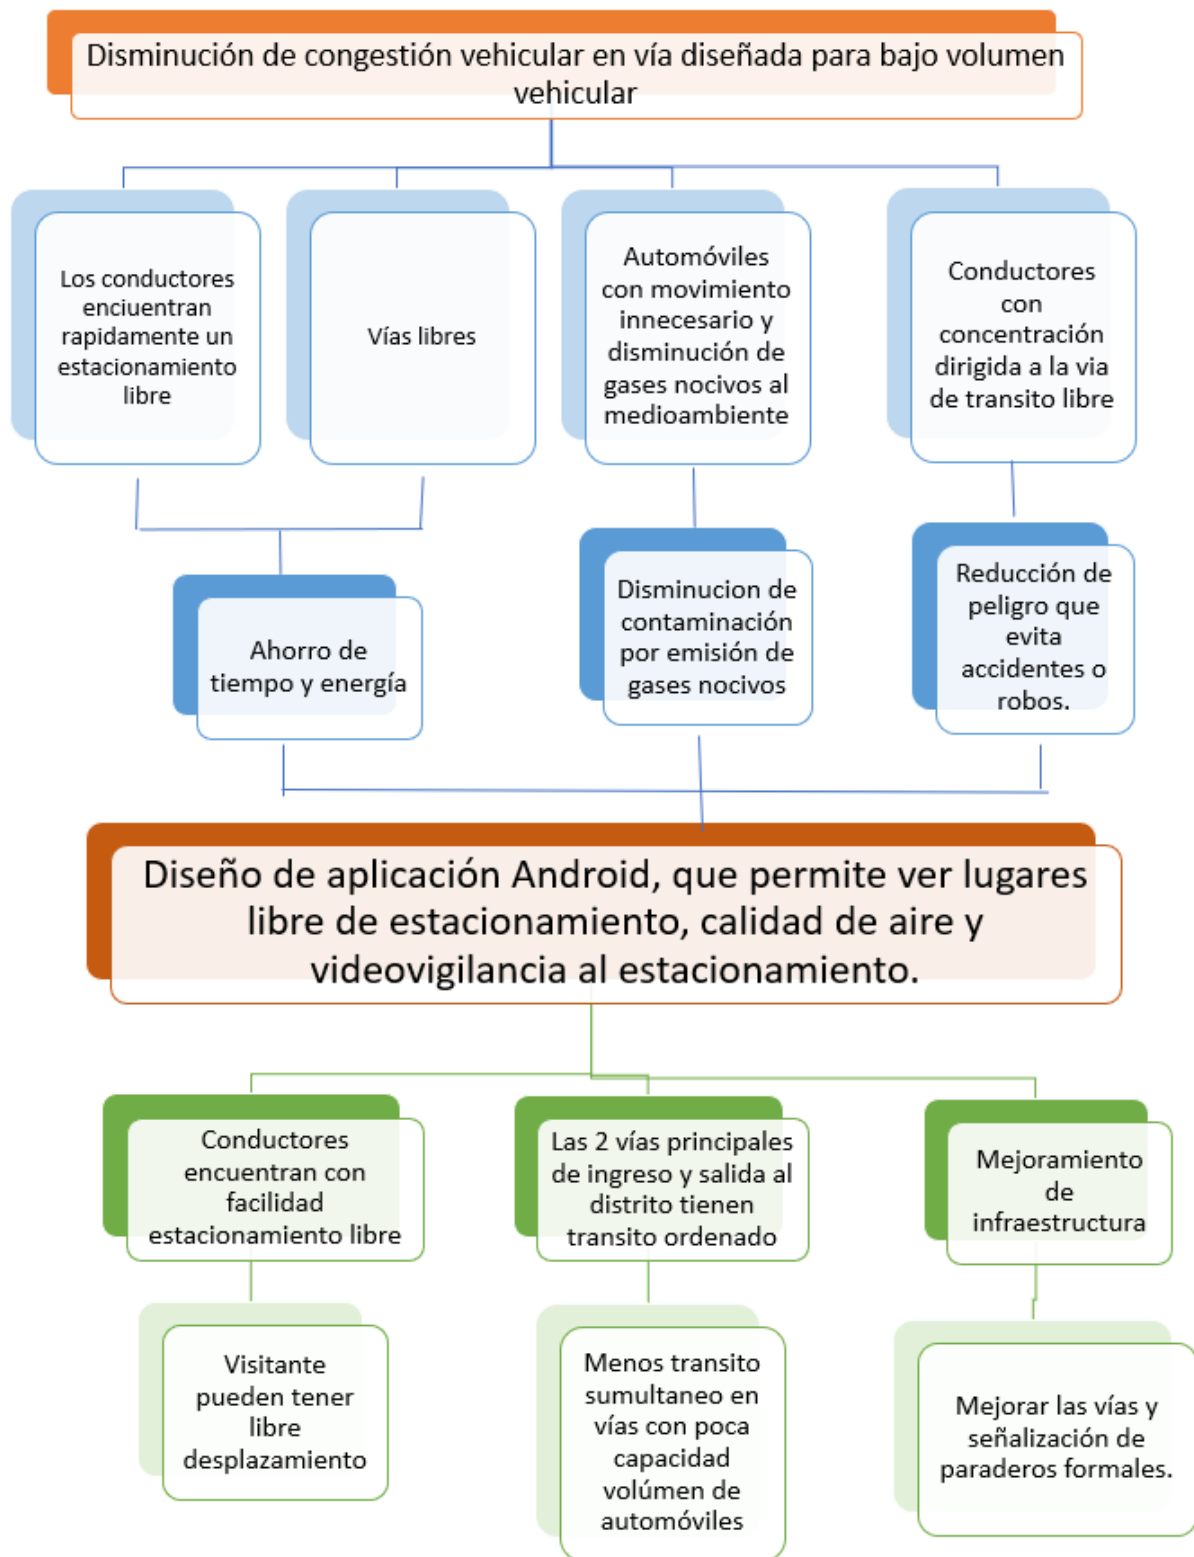 Disminución de congestión vehicular en vía diseñada para bajo volumen
vehicular
Los conductores
enciuentran
rapidamente un
estacionamiento
libre
Vías libres
Automóviles
con movimiento
innecesario y
disminución de
gases nocivos al
medioambiente
Conductores
con
concentración
dirigida a la via
de transito libre
Ahorro de
tiempo y energía
Disminucion de
contaminación
por emisión de
gases nocivos
Reducción de
peligro que
evita
accidentes o
robos.
Diseño de aplicación Android, que permite ver lugares
libre de estacionamiento, calidad de aire y
videovigilancia al estacionamiento.
Conductores
encuentran con
facilidad
estacionamiento libre
Las 2 vías principales
de ingreso y salida al
distrito tienen
transito ordenado
Mejoramiento
de
infraestructura
Visitante
pueden tener
libre
desplazamiento
Menos transito
sumultaneo en
vías con poca
capacidad
volúmen de
automóviles
Mejorar las vías y
señalización de
paraderos formales.